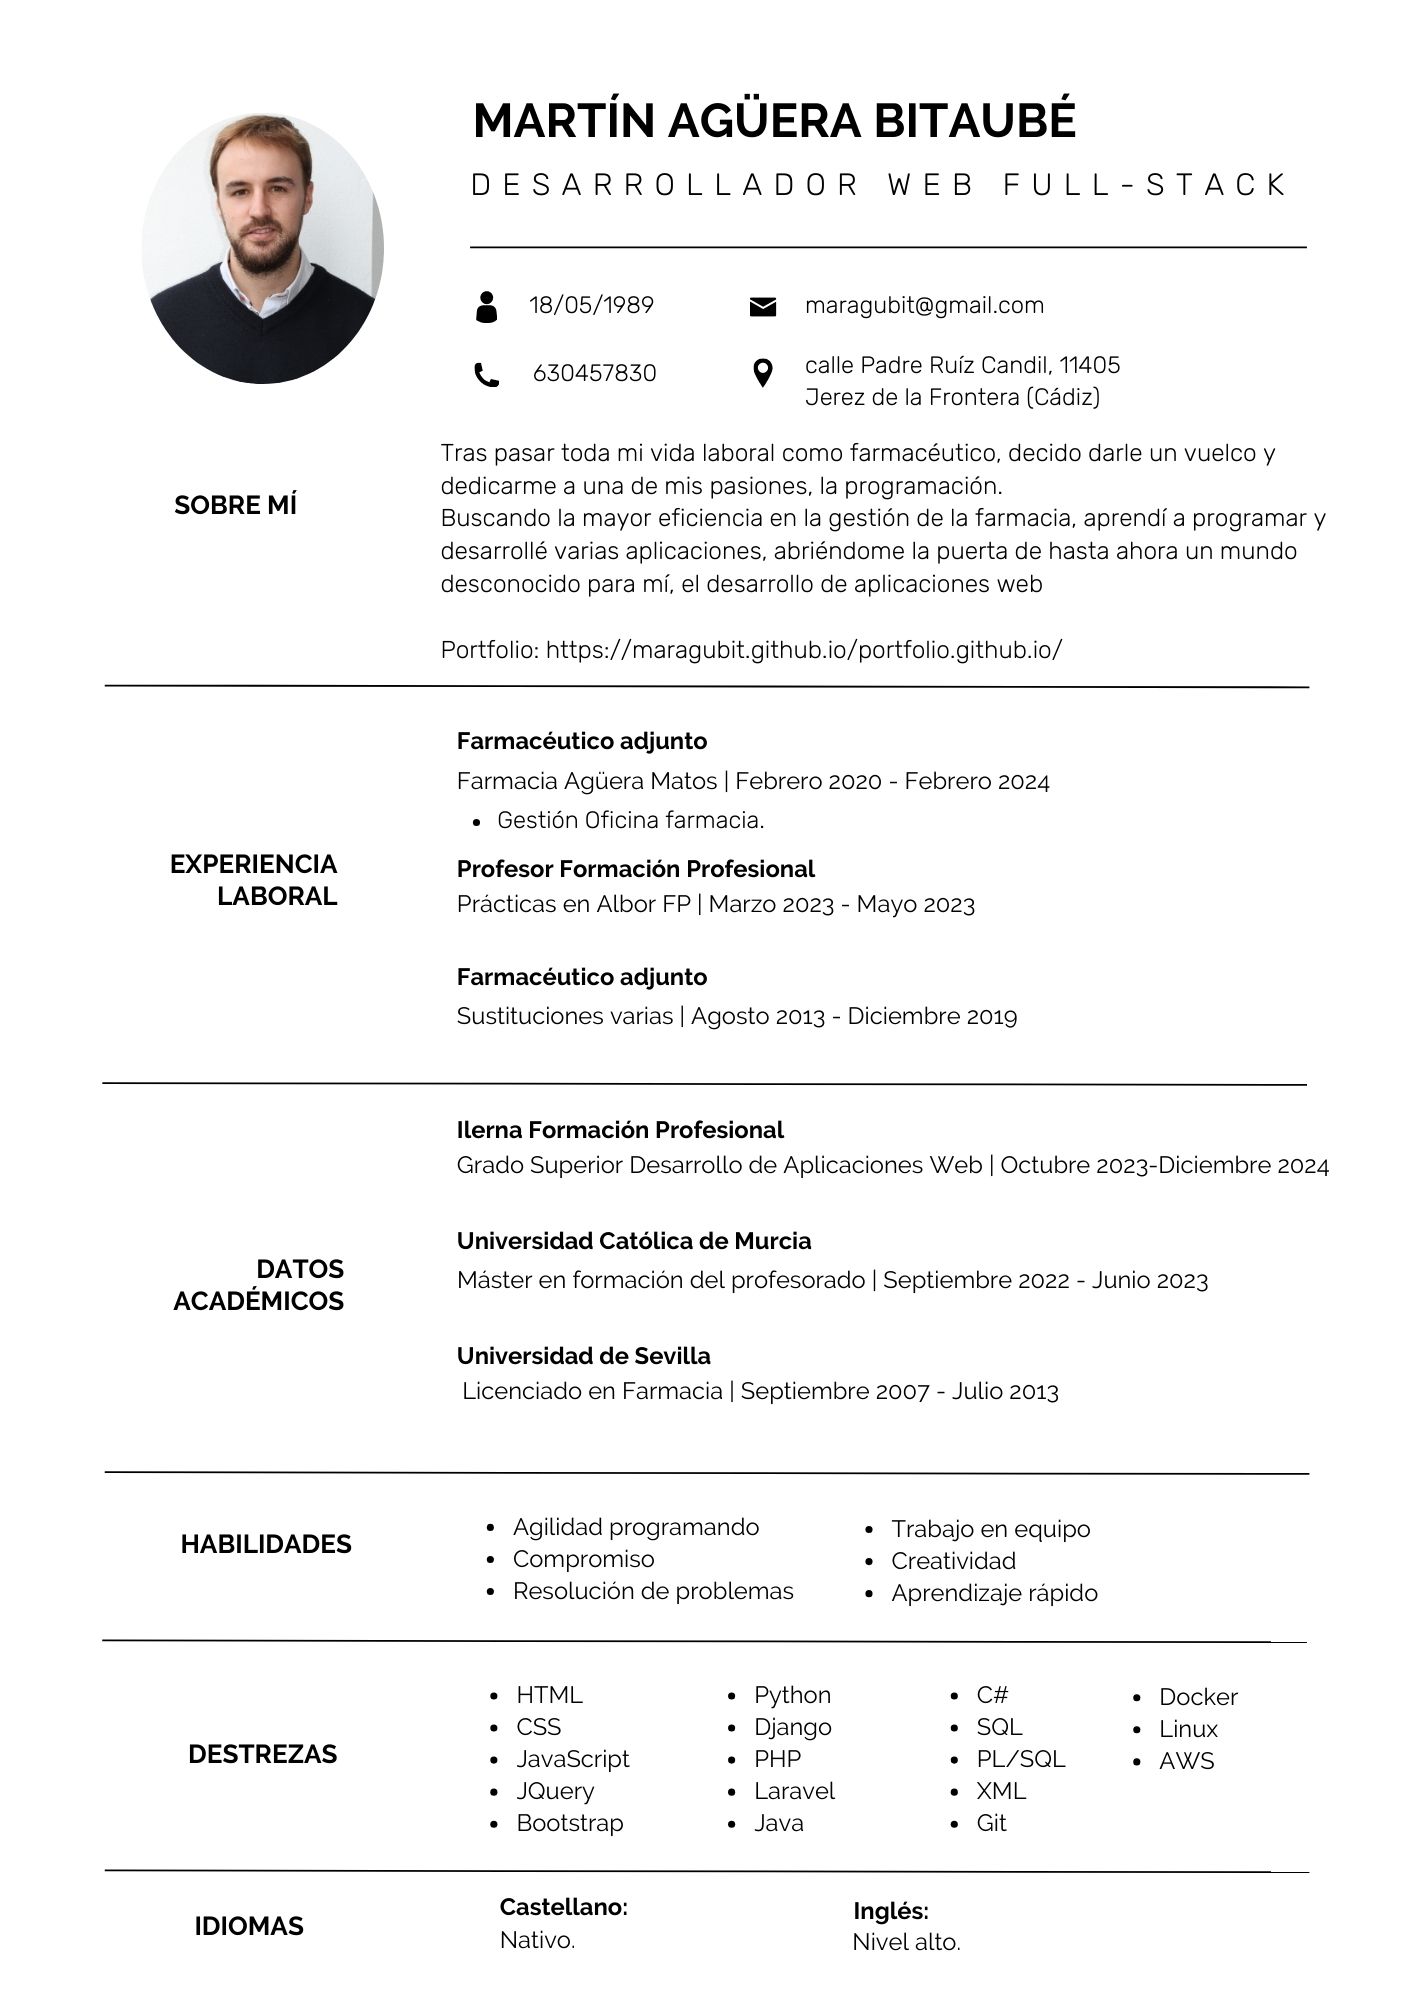 MARTÍN AGÜERA BITAUBÉ
DESARROLLADOR WEB FULL-STACK
18/05/1989
maragubit@gmail.com
630457830
calle Padre Ruíz Candil, 11405
Jerez de la Frontera (Cádiz)
SOBRE MÍ
Tras pasar toda mi vida laboral como farmacéutico, decido darle un vuelco y
dedicarme a una de mis pasiones, la programación.
Buscando la mayor eficiencia en la gestión de la farmacia, aprendí a programar y
desarrollé varias aplicaciones, abriéndome la puerta de hasta ahora un mundo
desconocido para mí, el desarrollo de aplicaciones web
Portfolio: https://maragubit.github.io/portfolio.github.io/
EXPERIENCIA
LABORAL
Farmacéutico adjunto
Farmacia Agüera Matos | Febrero 2020 - Febrero 2024
• Gestión Oficina farmacia.
Profesor Formación Profesional
Prácticas en Albor FP | Marzo 2023 - Mayo 2023
Farmacéutico adjunto
Sustituciones varias | Agosto 2013 - Diciembre 2019
DATOS
ACADÉMICOS
Ilerna Formación Profesional
Grado Superior Desarrollo de Aplicaciones Web | Octubre 2023-Diciembre 2024
Universidad Católica de Murcia
Máster en formación del profesorado | Septiembre 2022 - Junio 2023
Universidad de Sevilla
Licenciado en Farmacia | Septiembre 2007 - Julio 2013
HABILIDADES
• Agilidad programando
• Compromiso
• Resolución de problemas
• Trabajo en equipo
• Creatividad
• Aprendizaje rápido
DESTREZAS
• HTML
• CSS
• JavaScript
• JQuery
• Bootstrap
• Python
• Django
• PHP
• Laravel
• Java
• C#
• SQL
• PL/SQL
• XML
• Git
• Docker
• Linux
• AWS
IDIOMAS
Castellano:
Nativo.
Inglés:
Nivel alto.